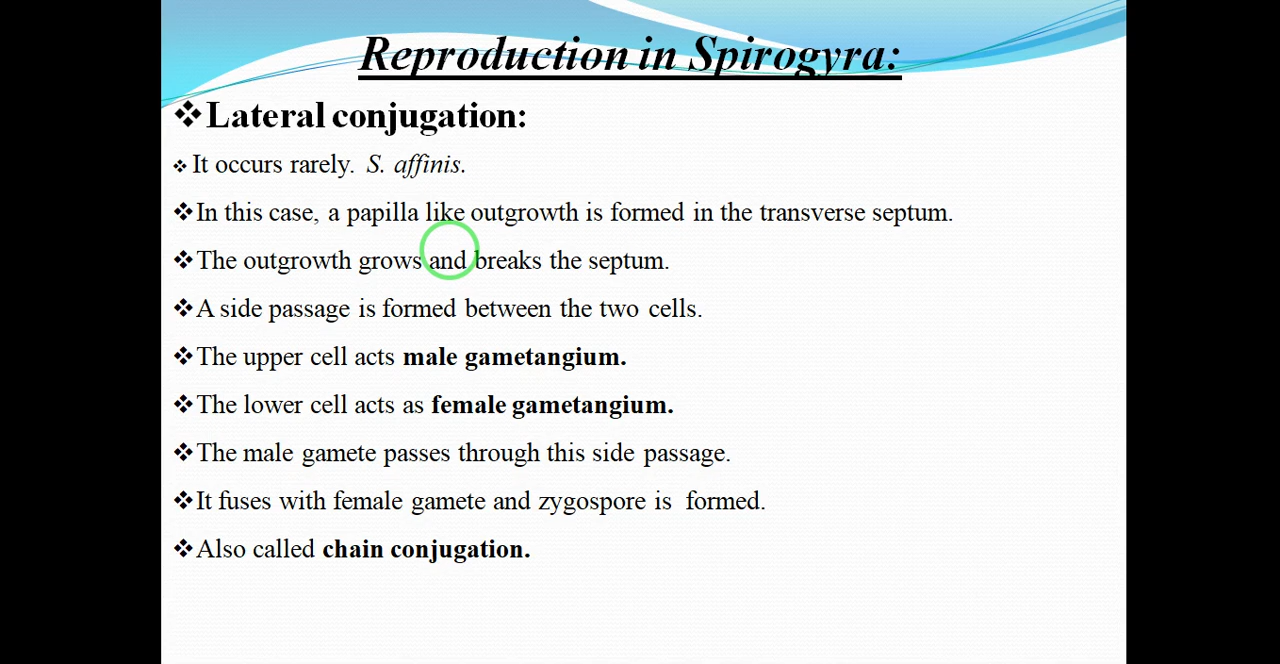 Reproduction in Spirogyra:
❖Lateral conjugation:
❖It occurs rarely. S. affinis.
❖In this case, a papilla like outgrowth is formed in the transverse septum.
❖The outgrowth grows and breaks the septum.
❖A side passage is formed between the two cells.
❖The upper cell acts male gametangium.
❖The lower cell acts as female gametangium.
❖The male gamete passes through this side passage.
❖It fuses with female gamete and zygospore is formed.
❖Also called chain conjugation.